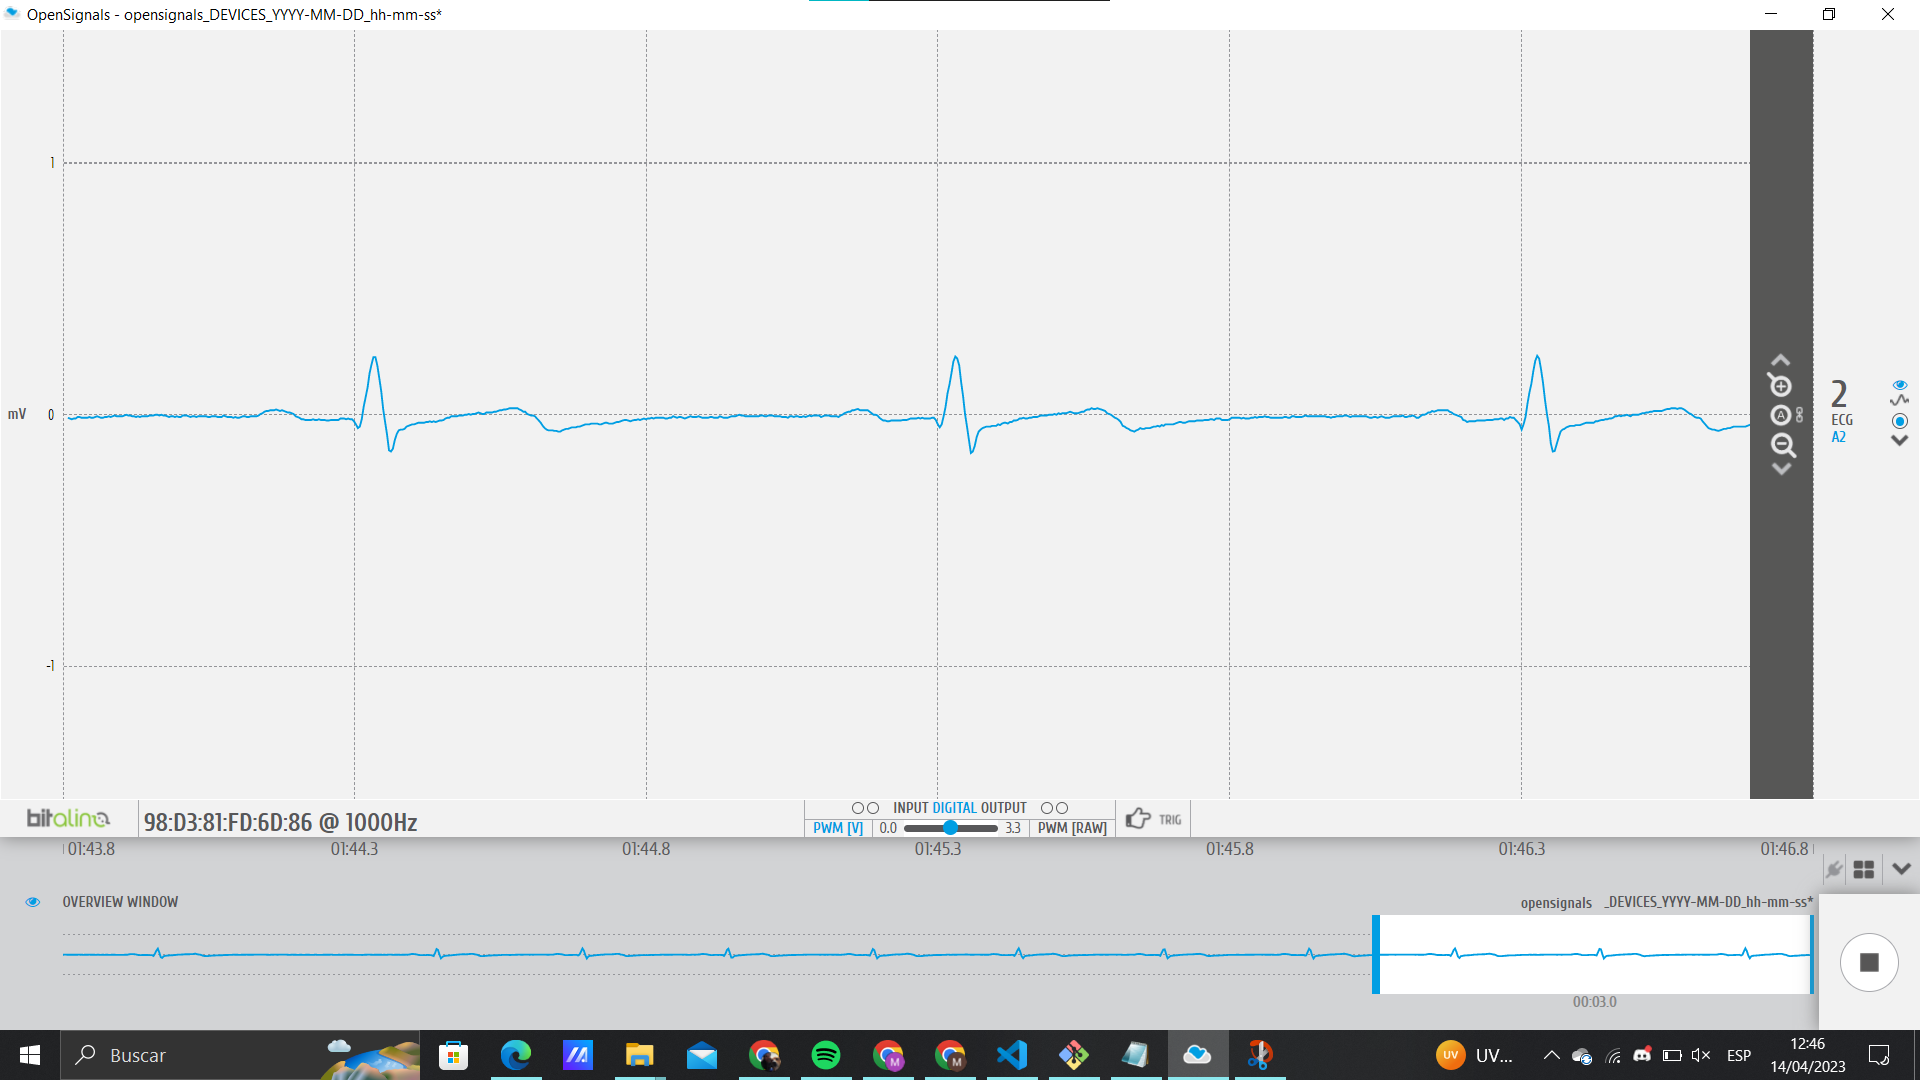 OpenSignals - opensignals_DEVICES_YYYY-MM-DD_hh-mm-ss*
1
mV 0
-1
A
2
ECG
A2
bitalino
98:D3:81:FD:6D:86 @ 1000Hz
INPUT DIGITAL OUTPUT
PWM [V] 0.0 3.3 PWM [RAW]
TRIG
01:43.8 01:44.3 01:44.8 01:45.3 01:45.8 01:46.3 01:46.8
OVERVIEW WINDOW
opensignals _DEVICES_YYYY-MM-DD_hh-mm-ss*
00:03.0
Buscar
M
M
UV UV...
ESP
12:46
14/04/2023